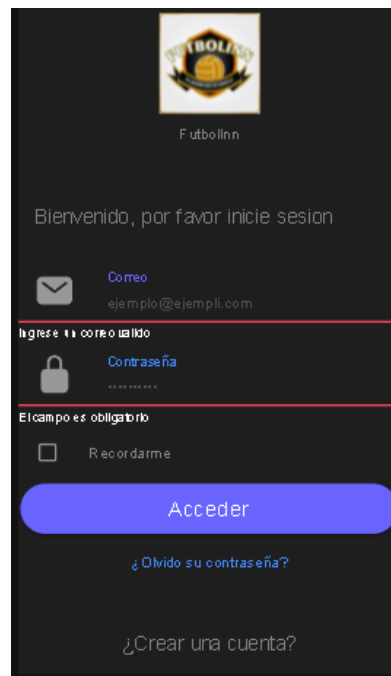 FUTBOLINN
FutbolInn
Bienvenido, por favor inicie sesion
Correo
ejemplo@ejempli.com
Ingrese un correo valido
Contraseña
El campo es obligatorio
Recordarme
Acceder
¿Olvido su contraseña?
¿Crear una cuenta?